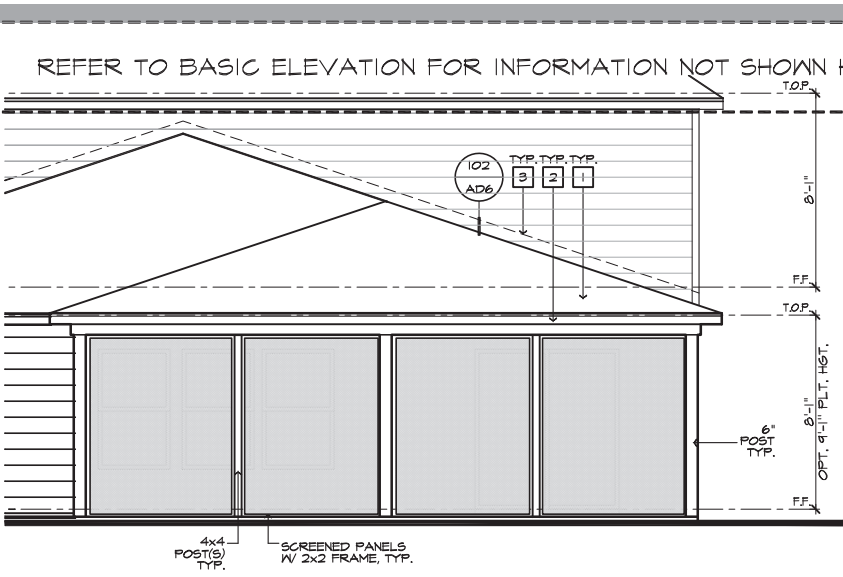 REFER TO BASIC ELEVATION FOR INFORMATION NOT SHOWN
T.O.P.
102
AD6
TYP. TYP. TYP.
3 2 1
8'-1"
F.F.
T.O.P.
8'-1"
OPT. 9'-1" PLT. HGT.
6"
POST
TYP.
F.F.
4x4
POST(S)
TYP.
SCREENED PANELS
W/ 2x2 FRAME, TYP.